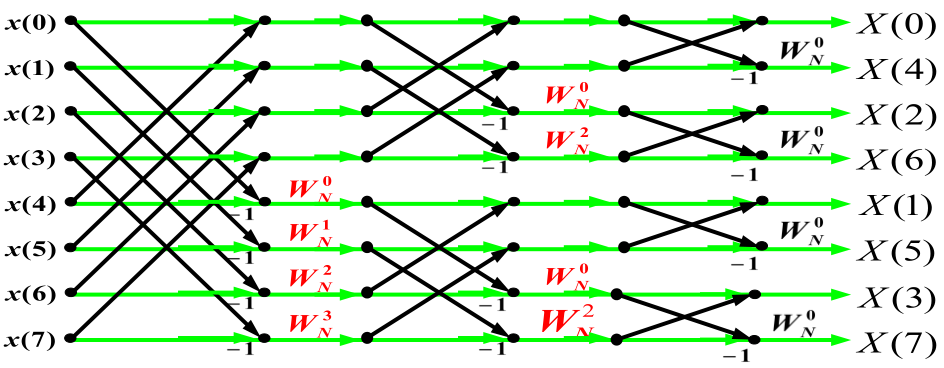 x(0) X(0)
W_N^0
x(1) -1 X(4)
x(2) W_N^0 X(2)
-1
x(3) W_N^2 W_N^0 X(6)
-1 -1
x(4) W_N^0 X(1)
-1
x(5) W_N^1 W_N^0 X(5)
-1 -1
x(6) W_N^2 W_N^0 X(3)
-1 -1
x(7) W_N^3 W_N^2 W_N^0 X(7)
-1 -1 -1